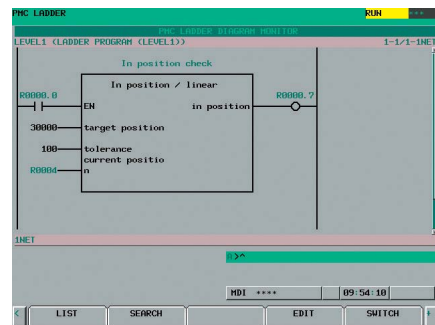 PMC LADDER RUN ***
PMC LADDER DIAGRAM MONITOR
LEVEL1 (LADDER PROGRAM (LEVEL1)) 1-1/1-1NET
In position check
In position / linear
R0000.0 R0000.7
EN in position
30000 target position
100 tolerance
current positio
R0004 n
1NET
A>^
MDI **** 09:54:10
< LIST SEARCH EDIT SWITCH +